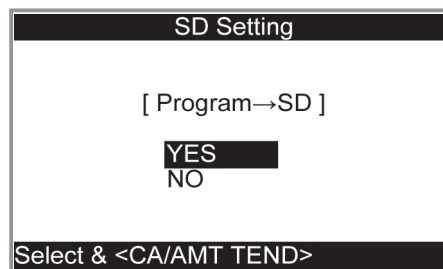 SD Setting
[ Program→SD ]
YES
NO
Select & <CA/AMT TEND>